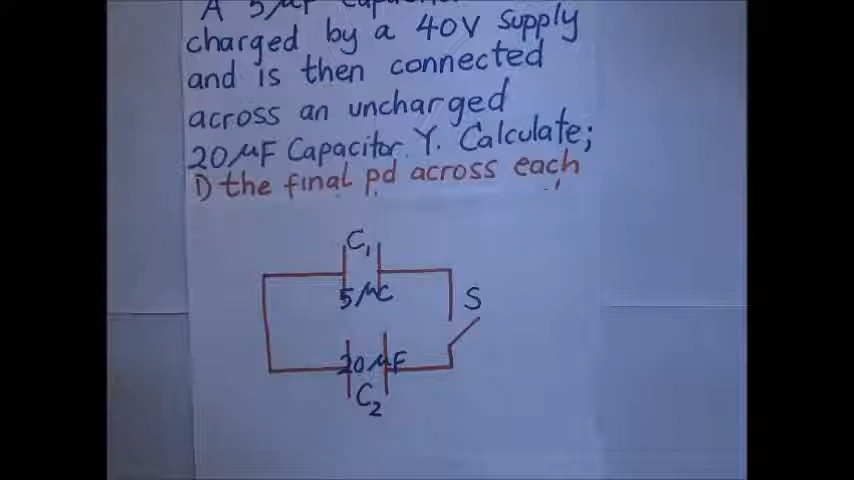 A 5μF
charged by a 40V supply
and is then connected
across an uncharged
20μF Capacitor Y. Calculate;
I) the final pd across each
C1
5μC
S
20μF
C2